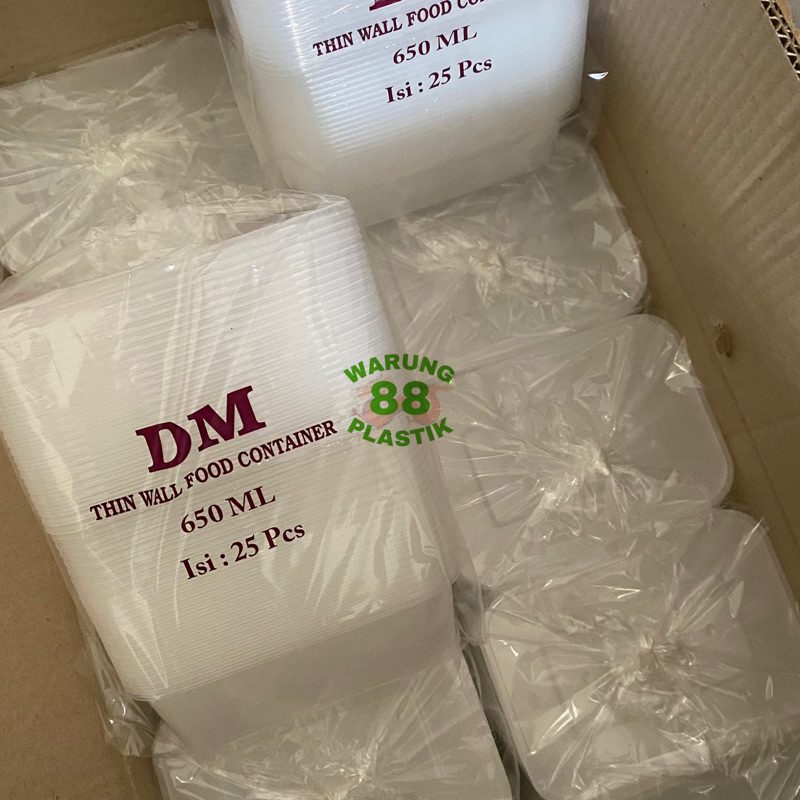 THIN WALL FOOD
650 ML
Isi : 25 Pcs
WARUNG
88
PLASTIK
DM
THIN WALL FOOD CONTAINER
650 ML
Isi : 25 Pcs